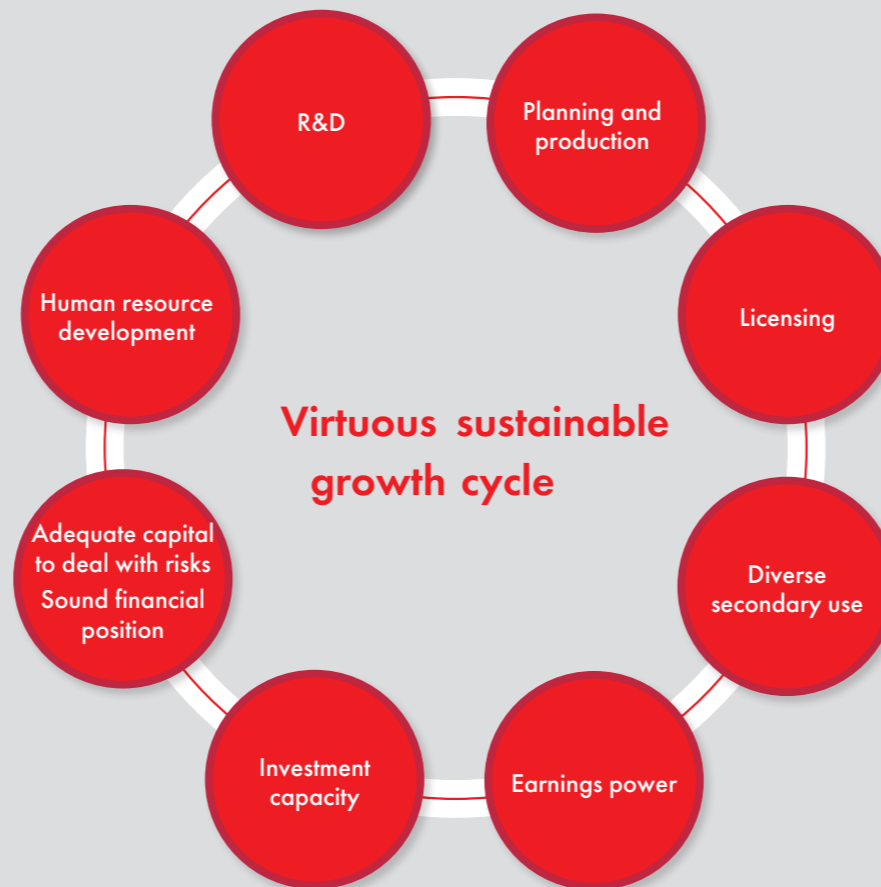 R&D
Planning and
production
Licensing
Diverse
secondary use
Earnings power
Investment
capacity
Adequate capital
to deal with risks
Sound financial
position
Human resource
development
Virtuous sustainable
growth cycle